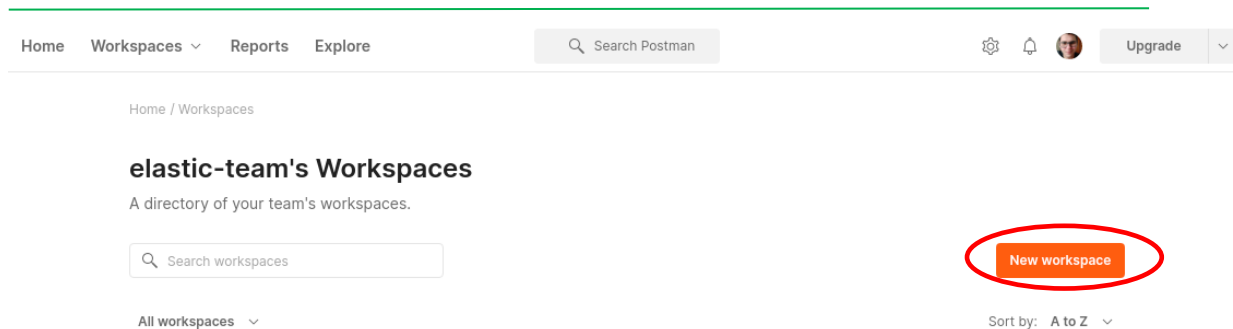 Home Workspaces Reports Explore Search Postman Upgrade
Home / Workspaces
elastic-team's Workspaces
A directory of your team's workspaces.
Search workspaces New workspace
All workspaces Sort by: A to Z